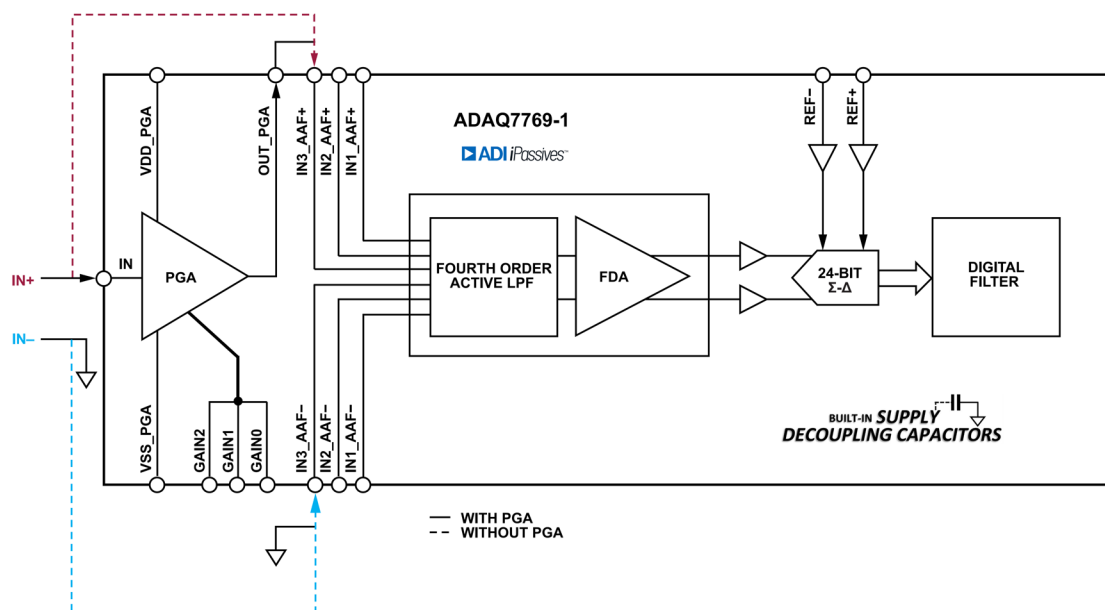 VDD_PGA
OUT_PGA
IN3_AAF+
IN2_AAF+
IN1_AAF+
ADAQ7769-1
ADI iPassives™
REF−
REF+
IN+
IN
PGA
FOURTH ORDER
ACTIVE LPF
FDA
24-BIT
Σ-Δ
DIGITAL
FILTER
IN–
VSS_PGA
GAIN2
GAIN1
GAIN0
IN3_AAF−
IN2_AAF−
IN1_AAF−
BUILT-IN SUPPLY
DECOUPLING CAPACITORS
WITH PGA
WITHOUT PGA